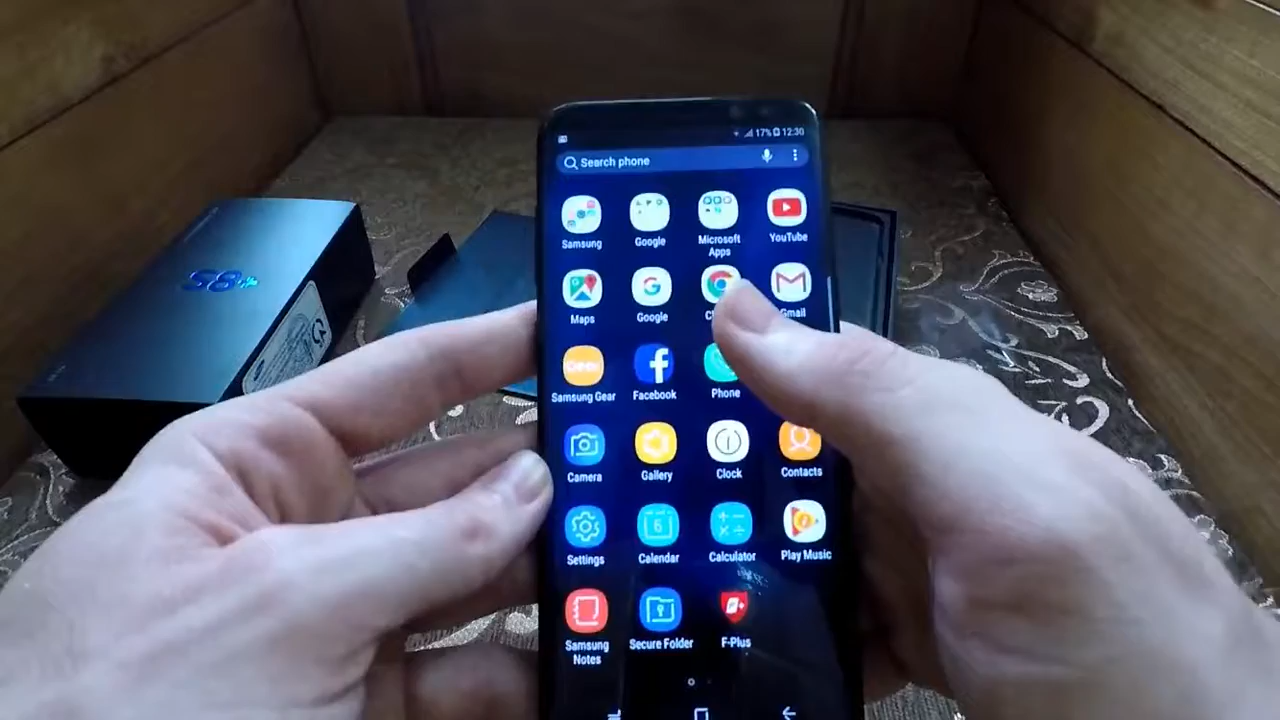 17% 12:30
Search phone
Samsung
Google
Microsoft
Apps
YouTube
Maps
Google
Gmail
Samsung Gear
Facebook
Phone
Camera
Gallery
Clock
Contacts
Settings
6
Calendar
Calculator
Play Music
Samsung
Notes
Secure Folder
F-Plus
S8+